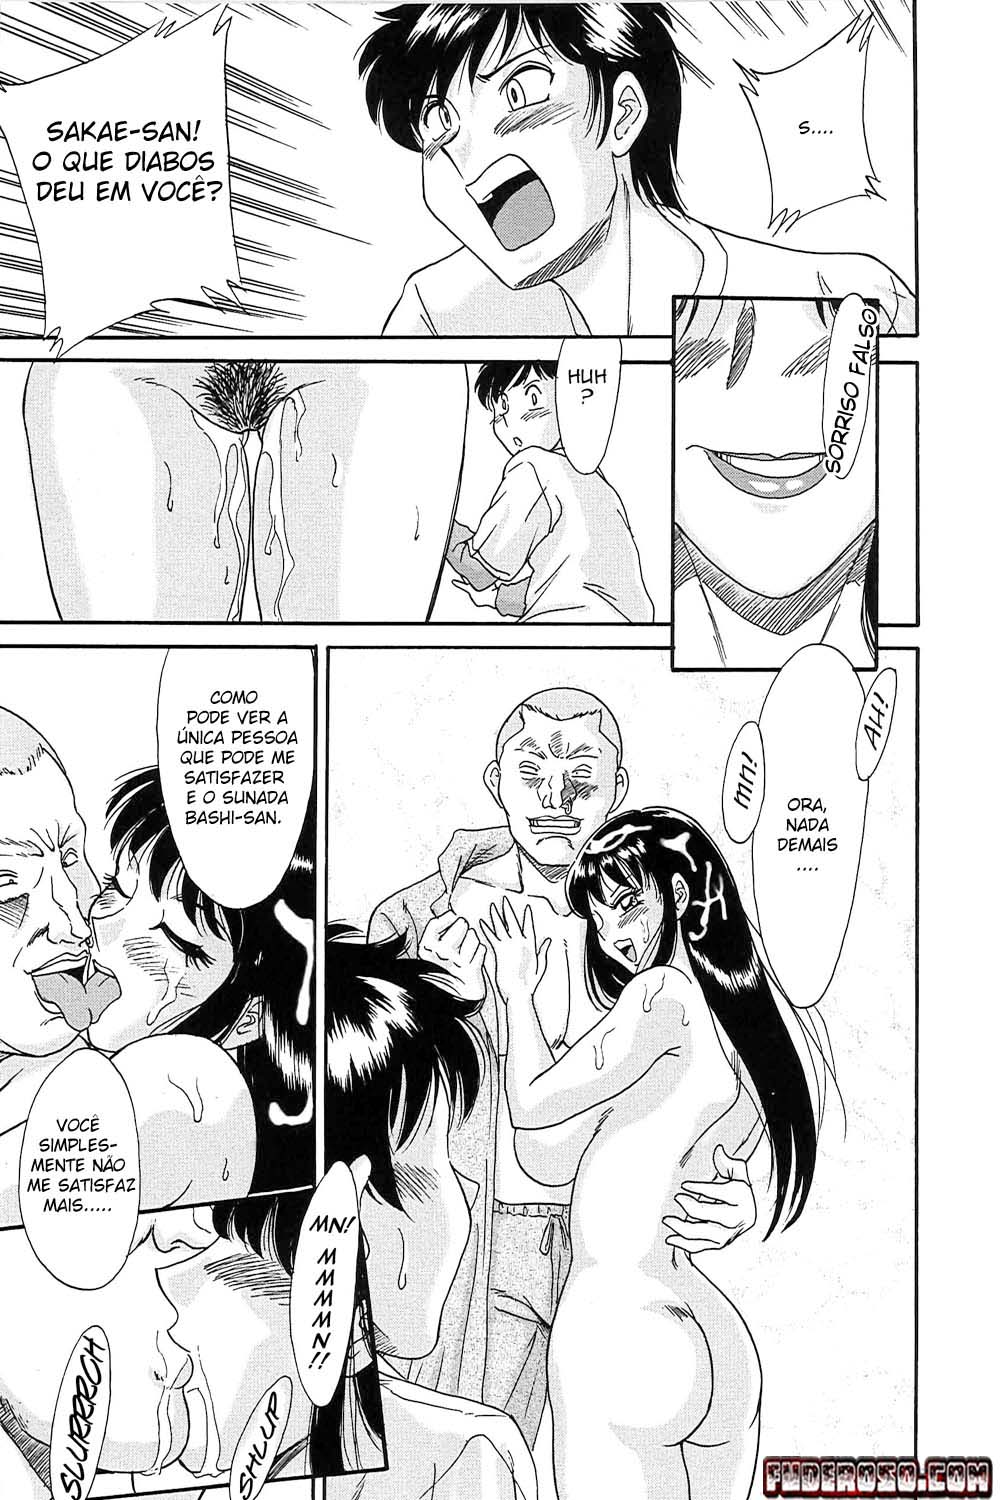 S....
SAKAE-SAN!
O QUE DIABOS
DEU EM VOCÊ?
SORRISO FALSO
HUH
?
AH!
MN!
ORA,
NADA
DEMAIS
....
COMO
PODE VER A
ÚNICA PESSOA
QUE PODE ME
SATISFAZER
E O SUNADA
BASHI-SAN.
VOCÊ
SIMPLES-
MENTE NÃO
ME SATISFAZ
MAIS.....
MN!
MMMMN!!
SLURRRCH
SHLUP
FUDEROSO.COM